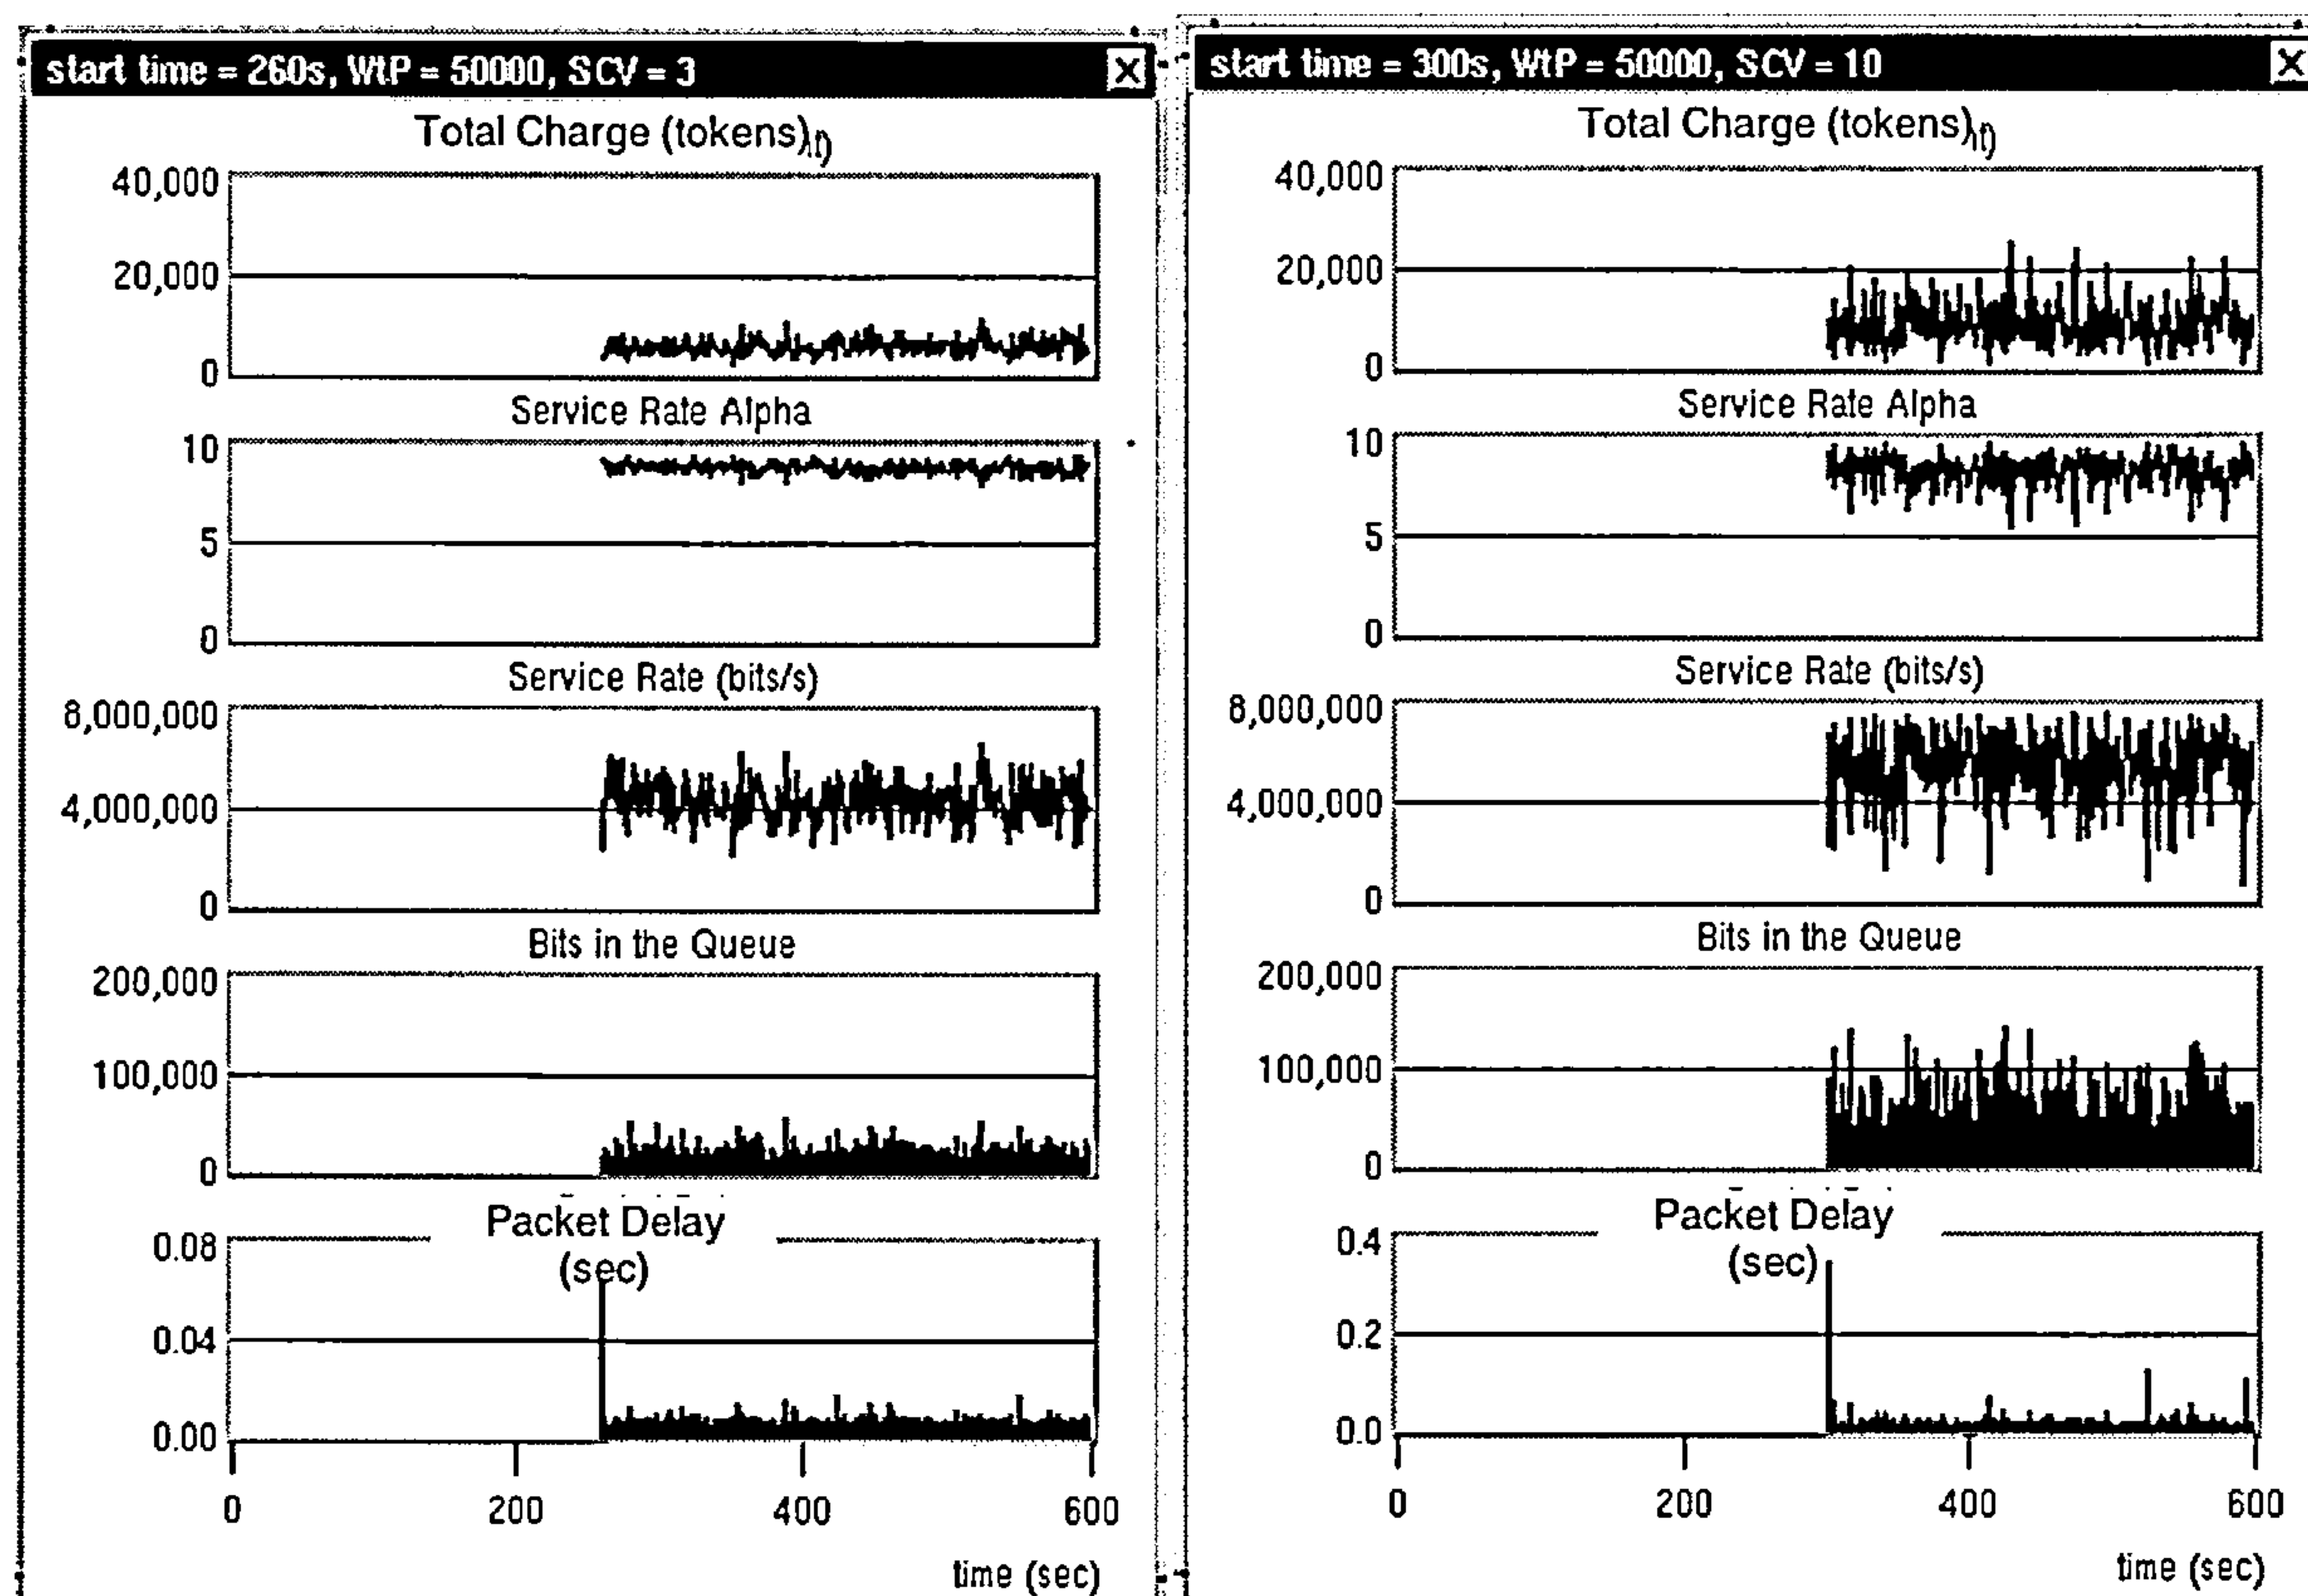 start time = 260s, WtP = 50000, SCV = 3
Total Charge (tokens)
40,000
20,000
0
Service Rate Alpha
10
5
0
Service Rate (bits/s)
8,000,000
4,000,000
0
Bits in the Queue
200,000
100,000
0
Packet Delay
(sec)
0.08
0.04
0.00
0 200 400 600
time (sec)
start time = 300s, WtP = 50000, SCV = 10
Total Charge (tokens)
40,000
20,000
0
Service Rate Alpha
10
5
0
Service Rate (bits/s)
8,000,000
4,000,000
0
Bits in the Queue
200,000
100,000
0
Packet Delay
(sec)
0.4
0.2
0.0
0 200 400 600
time (sec)